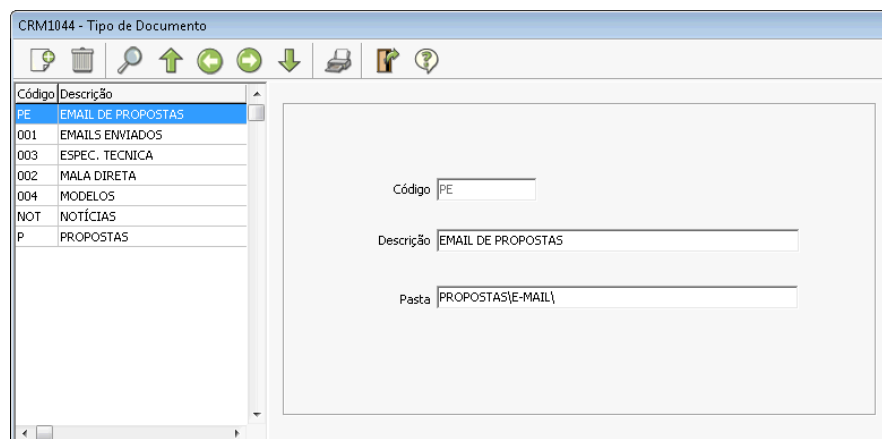 CRM1044 - Tipo de Documento
Código Descrição
PE EMAIL DE PROPOSTAS
001 EMAILS ENVIADOS
003 ESPEC. TECNICA
002 MALA DIRETA
004 MODELOS
NOT NOTÍCIAS
P PROPOSTAS
Código PE
Descrição EMAIL DE PROPOSTAS
Pasta PROPOSTAS\E-MAIL\